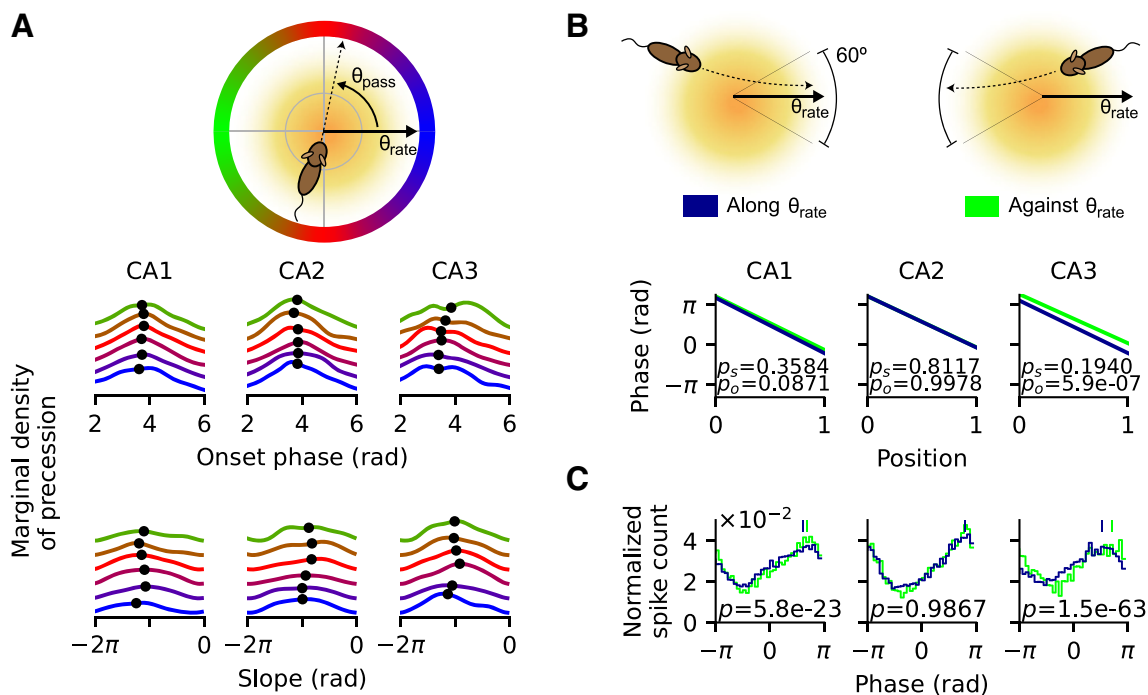 A
θpass
θrate
CA1 CA2 CA3
2 4 6 2 4 6 2 4 6
Onset phase (rad)
Marginal density
of precession
−2π 0 −2π 0 −2π 0
Slope (rad)
B
60º
θrate
θrate
Along θrate
Against θrate
CA1 CA2 CA3
Phase (rad)
π
0
−π
ps=0.3584 ps=0.8117 ps=0.1940
po=0.0871 po=0.9978 po=5.9e-07
0 1 0 1 0 1
Position
C
Normalized
spike count
×10−2
4
2
0
p=5.8e-23 p=0.9867 p=1.5e-63
−π 0 π −π 0 π −π 0 π
Phase (rad)